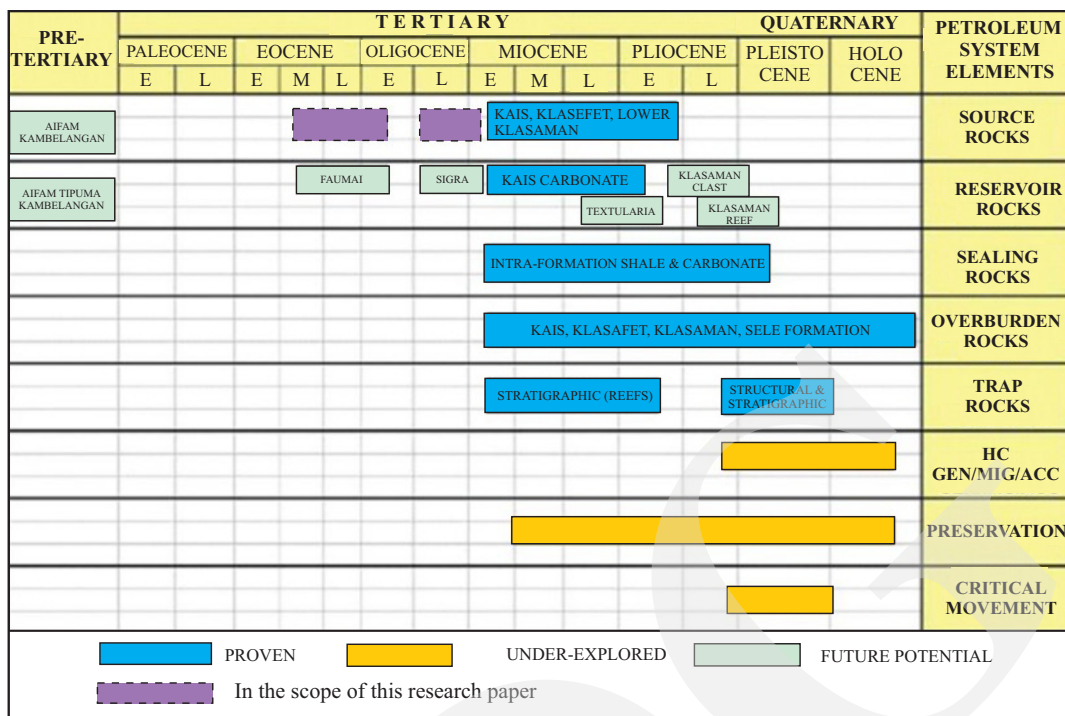 PRE-
TERTIARY
TERTIARY
QUATERNARY
PETROLEUM
SYSTEM
ELEMENTS
PALEOCENE
EOCENE
OLIGOCENE
MIOCENE
PLIOCENE
PLEISTO
CENE
HOLO
CENE
E L E M L E L E M L E L
AIFAM
KAMBELANGAN
KAIS, KLASEFET, LOWER
KLASAMAN
SOURCE
ROCKS
AIFAM TIPUMA
KAMBELANGAN
FAUMAI
SIGRA
KAIS CARBONATE
KLASAMAN
CLAST
TEXTULARIA
KLASAMAN
REEF
RESERVOIR
ROCKS
INTRA-FORMATION SHALE & CARBONATE
SEALING
ROCKS
KAIS, KLASAFET, KLASAMAN, SELE FORMATION
OVERBURDEN
ROCKS
STRATIGRAPHIC (REEFS)
STRUCTURAL &
STRATIGRAPHIC
TRAP
ROCKS
HC
GEN/MIG/ACC
PRESERVATION
CRITICAL
MOVEMENT
PROVEN
UNDER-EXPLORED
FUTURE POTENTIAL
In the scope of this research paper